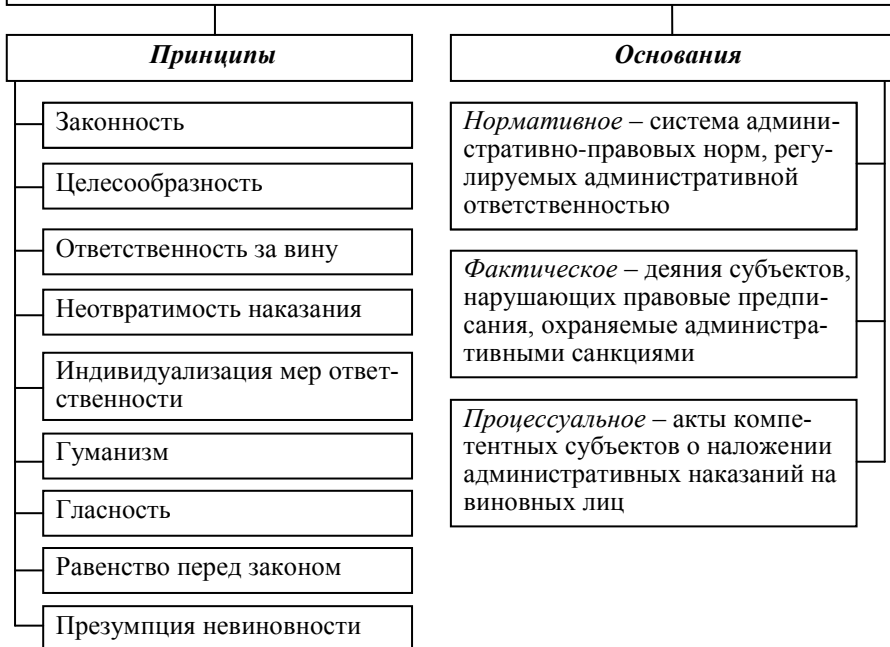 Принципы
Законность
Целесообразность
Ответственность за вину
Неотвратимость наказания
Индивидуализация мер ответ-
ственности
Гуманизм
Гласность
Равенство перед законом
Презумпция невиновности
Основания
Нормативное – система админи-
стративно-правовых норм, регу-
лируемых административной
ответственностью
Фактическое – деяния субъектов,
нарушающих правовые предпи-
сания, охраняемые администра-
тивными санкциями
Процессуальное – акты компе-
тентных субъектов о наложении
административных наказаний на
виновных лиц